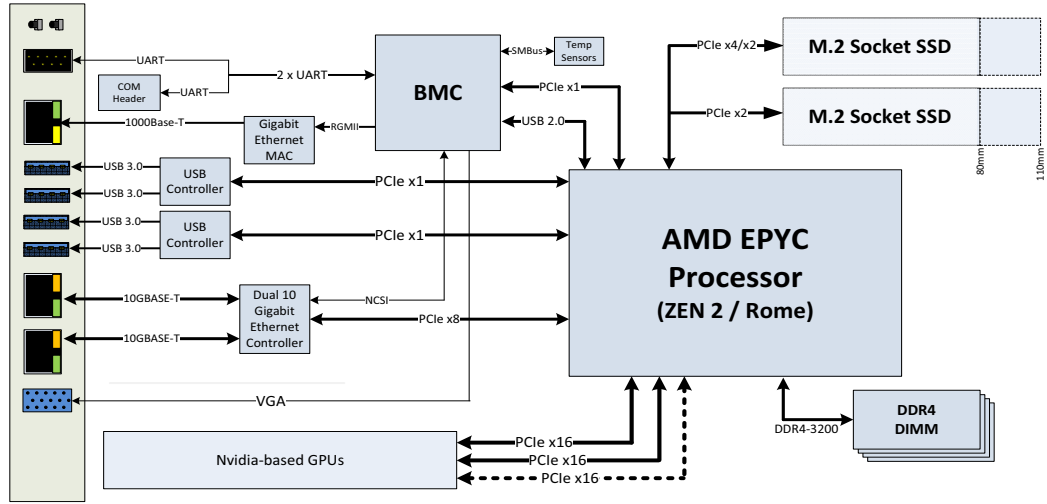 UART
COM
Header
UART
2 x UART
BMC
SMBus
Temp
Sensors
PCIe x1
USB 2.0
PCIe x4/x2
M.2 Socket SSD
PCIe x2
M.2 Socket SSD
80mm
110mm
1000Base-T
Gigabit
Ethernet
MAC
RGMII
USB 3.0
USB 3.0
USB
Controller
PCIe x1
USB 3.0
USB 3.0
USB
Controller
PCIe x1
AMD EPYC
Processor
(ZEN 2 / Rome)
10GBASE-T
10GBASE-T
Dual 10
Gigabit
Ethernet
Controller
NCSI
PCIe x8
VGA
DDR4-3200
DDR4
DIMM
Nvidia-based GPUs
PCIe x16
PCIe x16
PCIe x16